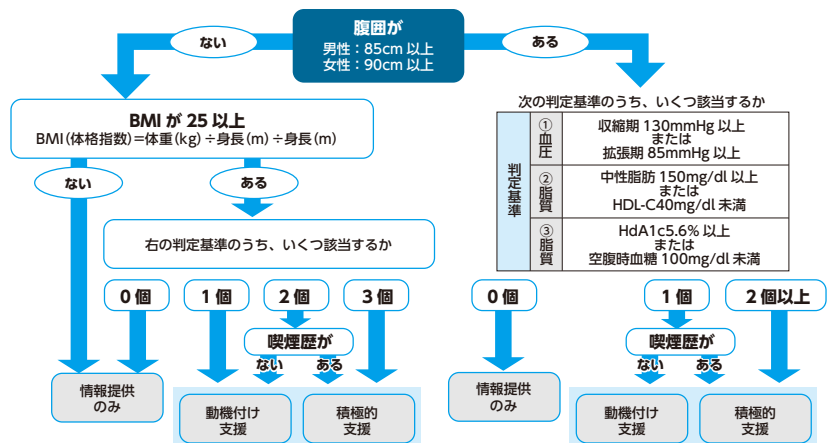 腹囲が
男性：85cm 以上
女性：90cm 以上
ない
ある
BMI が 25 以上
BMI（体格指数）＝体重（kg）÷身長（m）÷身長（m）
ない
ある
右の判定基準のうち、いくつ該当するか
次の判定基準のうち、いくつ該当するか
判定基準
①血圧
収縮期 130mmHg 以上
または
拡張期 85mmHg 以上
②脂質
中性脂肪 150mg/dl 以上
または
HDL-C40mg/dl 未満
③脂質
HdA1c5.6% 以上
または
空腹時血糖 100mg/dl 未満
0 個
1 個
2 個
3 個
喫煙歴が
ない
ある
情報提供
のみ
動機付け
支援
積極的
支援
0 個
1 個
2 個以上
喫煙歴が
ない
ある
情報提供
のみ
動機付け
支援
積極的
支援